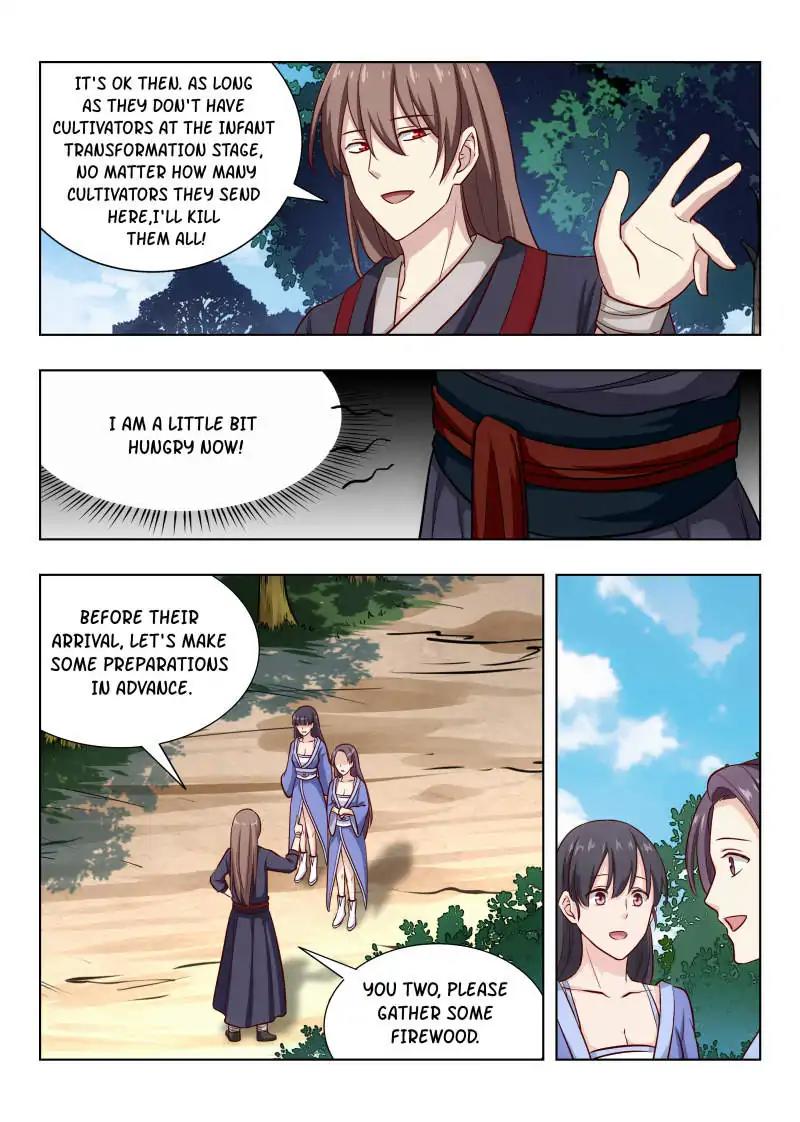 IT'S OK THEN. AS LONG
AS THEY DON'T HAVE
CULTIVATORS AT THE INFANT
TRANSFORMATION STAGE,
NO MATTER HOW MANY
CULTIVATORS THEY SEND
HERE,I'LL KILL
THEM ALL!
I AM A LITTLE BIT
HUNGRY NOW!
BEFORE THEIR
ARRIVAL, LET'S MAKE
SOME PREPARATIONS
IN ADVANCE.
YOU TWO, PLEASE
GATHER SOME
FIREWOOD.